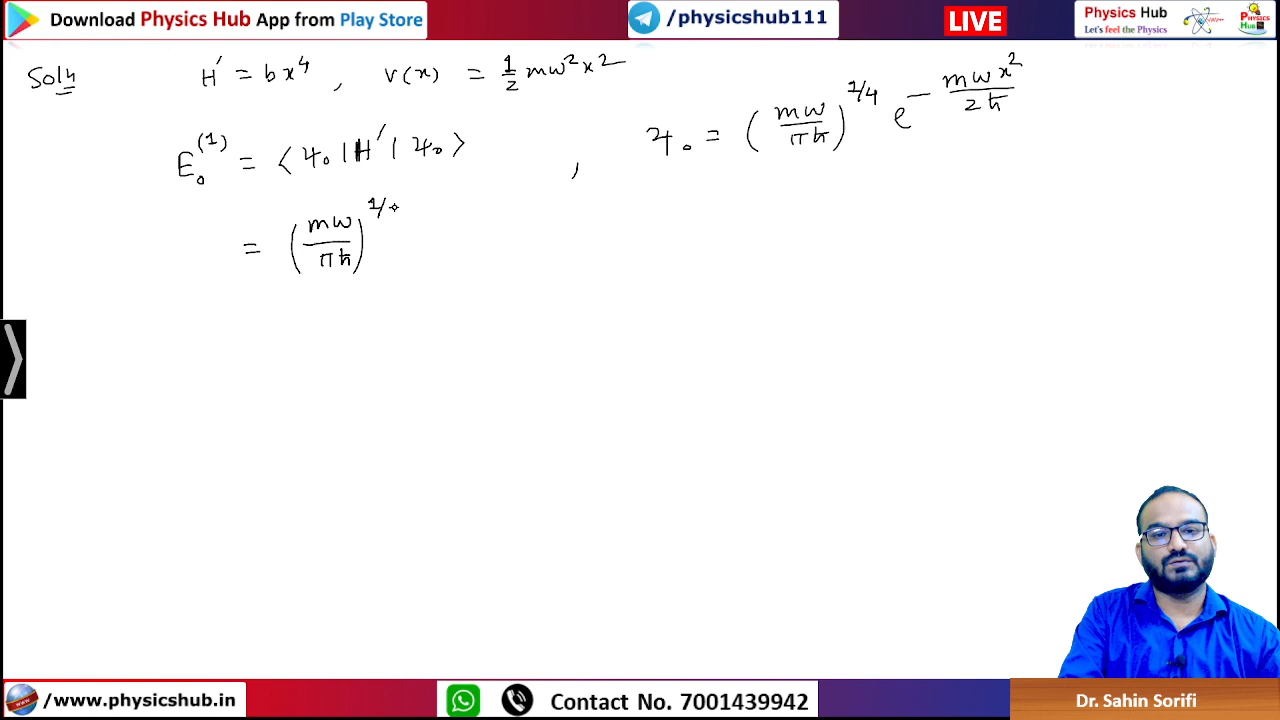 Download Physics Hub App from Play Store
/physicshub111
LIVE
Physics Hub
Let's feel the Physics
PHYSICS HUB
Soln H' = bx⁴ , V(x) = 1/2 mω²x²
E₀⁽¹⁾ = ⟨ψ₀|H'|ψ₀⟩ , ψ₀ = (mω/πħ)^1/4 e^-mωx²/2ħ
= (mω/πħ)^1/
/www.physicshub.in
Contact No. 7001439942
Dr. Sahin Sorifi